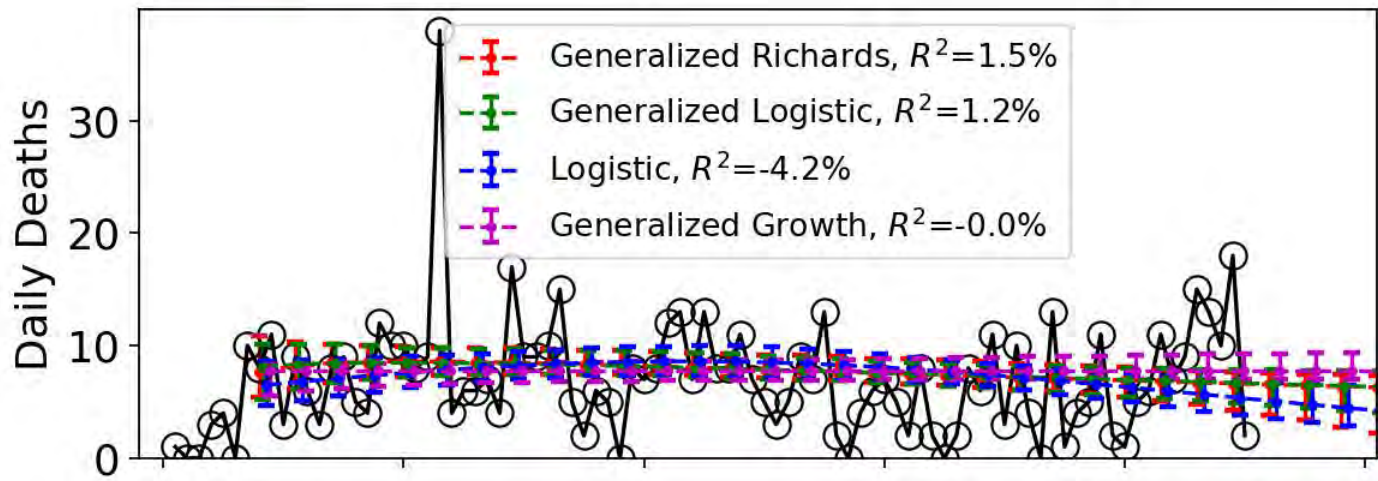 Daily Deaths
30
20
10
0
Generalized Richards, R²=1.5%
Generalized Logistic, R²=1.2%
Logistic, R²=-4.2%
Generalized Growth, R²=-0.0%